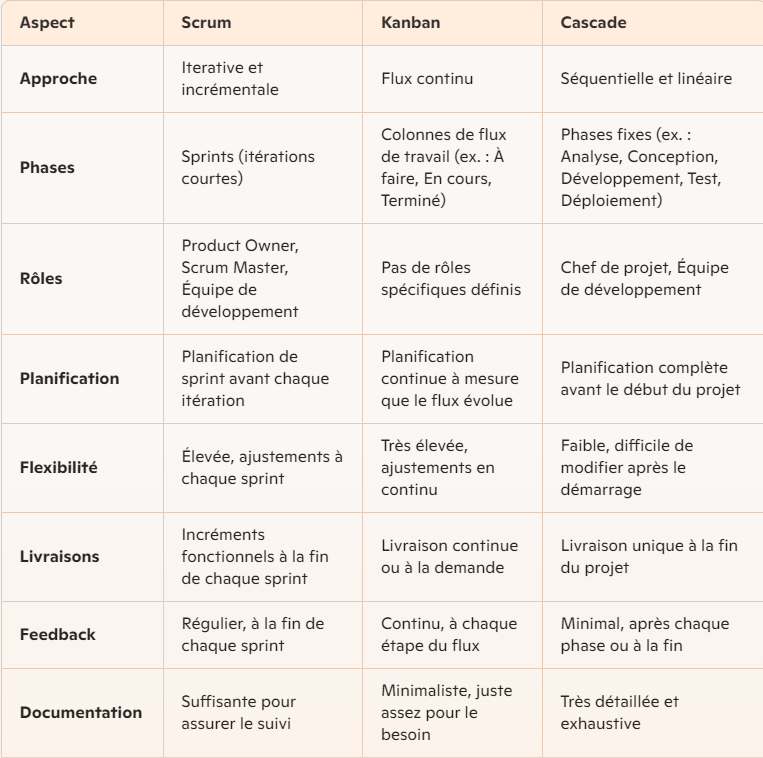 Aspect Scrum Kanban Cascade
Approche
Iterative et
incrémentale
Flux continu
Séquentielle et linéaire
Phases
Sprints (itérations
courtes)
Colonnes de flux
de travail (ex. : À
faire, En cours,
Terminé)
Phases fixes (ex. :
Analyse, Conception,
Développement, Test,
Déploiement)
Rôles
Product Owner,
Scrum Master,
Équipe de
développement
Pas de rôles
spécifiques définis
Chef de projet, Équipe
de développement
Planification
Planification de
sprint avant chaque
itération
Planification
continue à mesure
que le flux évolue
Planification complète
avant le début du projet
Flexibilité
Élevée, ajustements à
chaque sprint
Très élevée,
ajustements en
continu
Faible, difficile de
modifier après le
démarrage
Livraisons
Incréments
fonctionnels à la fin
de chaque sprint
Livraison continue
ou à la demande
Livraison unique à la fin
du projet
Feedback
Régulier, à la fin de
chaque sprint
Continu, à chaque
étape du flux
Minimal, après chaque
phase ou à la fin
Documentation
Suffisante pour
assurer le suivi
Minimaliste, juste
assez pour le
besoin
Très détaillée et
exhaustive